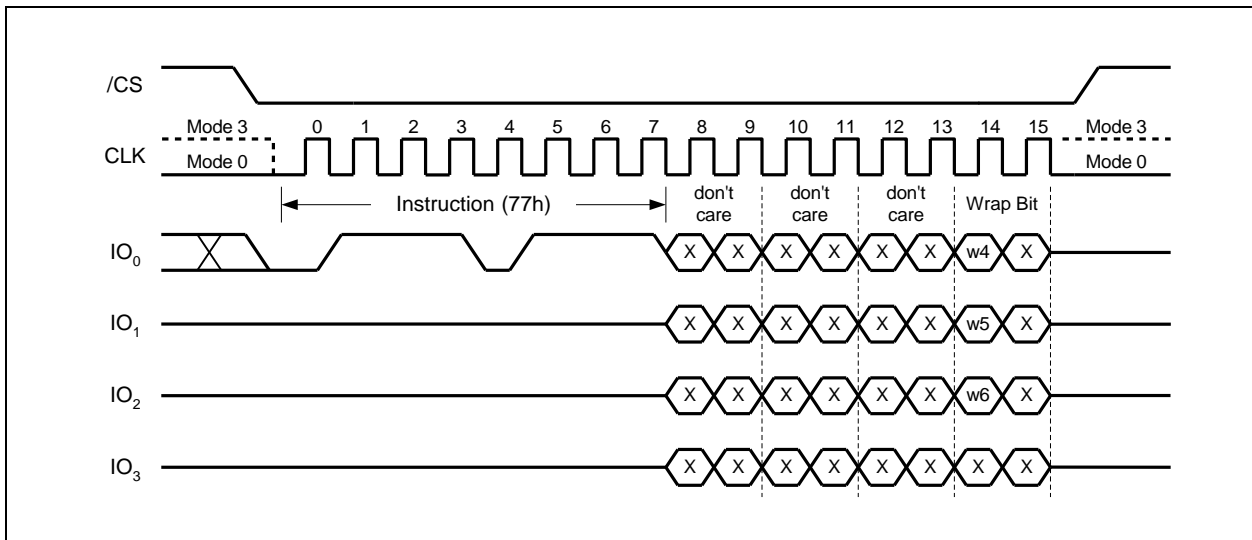 /CS
Mode 3 0 1 2 3 4 5 6 7 8 9 10 11 12 13 14 15 Mode 3
CLK Mode 0 Mode 0
Instruction (77h) don't care don't care don't care Wrap Bit
IO0 X X X X X X w4 X
IO1 X X X X X X w5 X
IO2 X X X X X X w6 X
IO3 X X X X X X X X